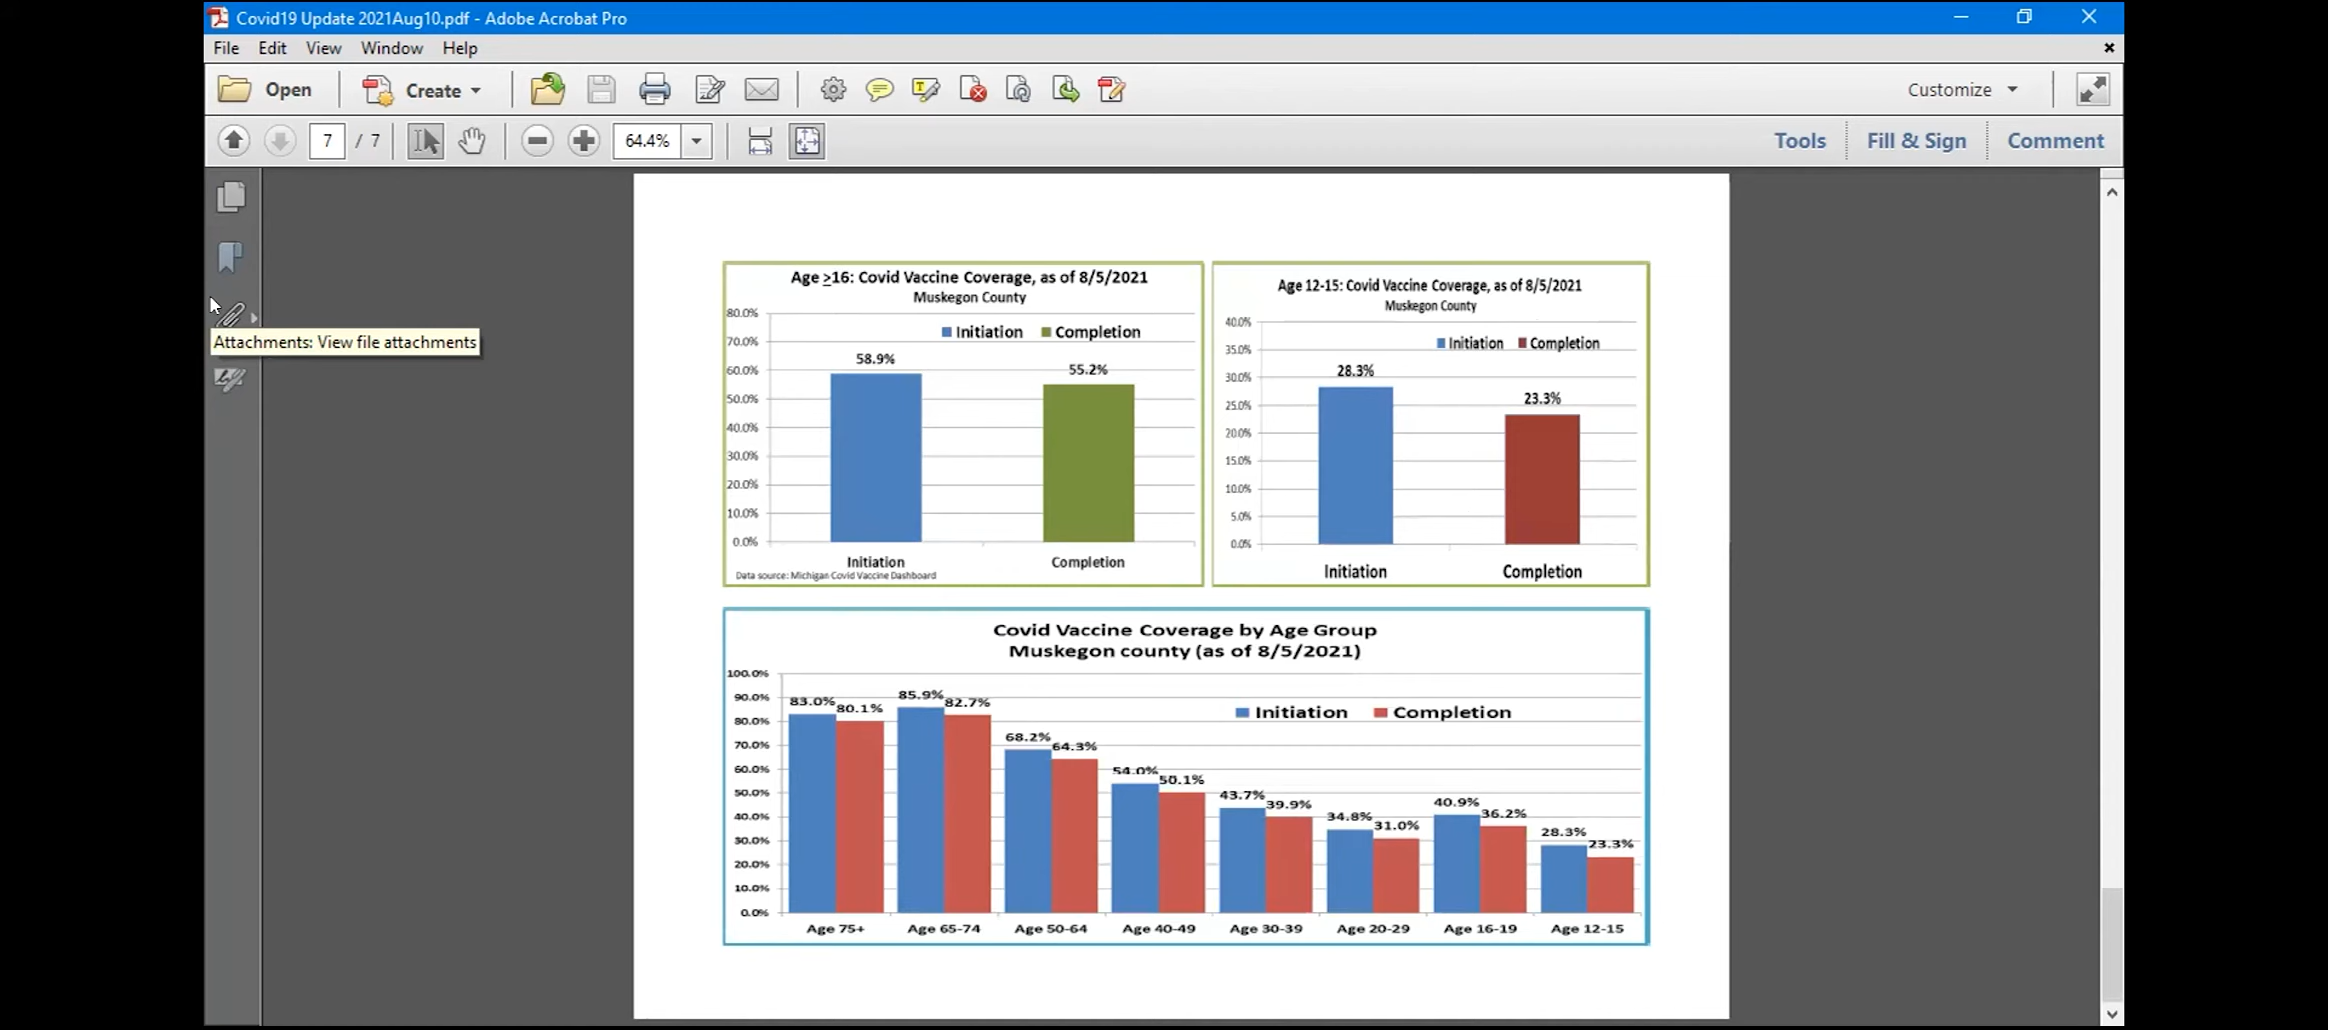 Covid19 Update 2021Aug10.pdf - Adobe Acrobat Pro
File Edit View Window Help
Open Create Customize
7 / 7 64.4% Tools Fill & Sign Comment
Attachments: View file attachments
Age >16: Covid Vaccine Coverage, as of 8/5/2021
Muskegon County
80.0%
Initiation Completion
70.0%
58.9%
55.2%
60.0%
50.0%
40.0%
30.0%
20.0%
10.0%
0.0%
Initiation Completion
Data source: Michigan Covid Vaccine Dashboard
Age 12-15: Covid Vaccine Coverage, as of 8/5/2021
Muskegon County
40.0%
Initiation Completion
35.0%
28.3%
30.0%
23.3%
25.0%
20.0%
15.0%
10.0%
5.0%
0.0%
Initiation Completion
Covid Vaccine Coverage by Age Group
Muskegon county (as of 8/5/2021)
100.0%
90.0%
80.0%
70.0%
60.0%
50.0%
40.0%
30.0%
20.0%
10.0%
0.0%
Initiation Completion
83.0% 80.1% 85.9% 82.7% 68.2% 64.3% 54.0% 50.1% 43.7% 39.9% 34.8% 31.0% 40.9% 36.2% 28.3% 23.3%
Age 75+ Age 65-74 Age 50-64 Age 40-49 Age 30-39 Age 20-29 Age 16-19 Age 12-15